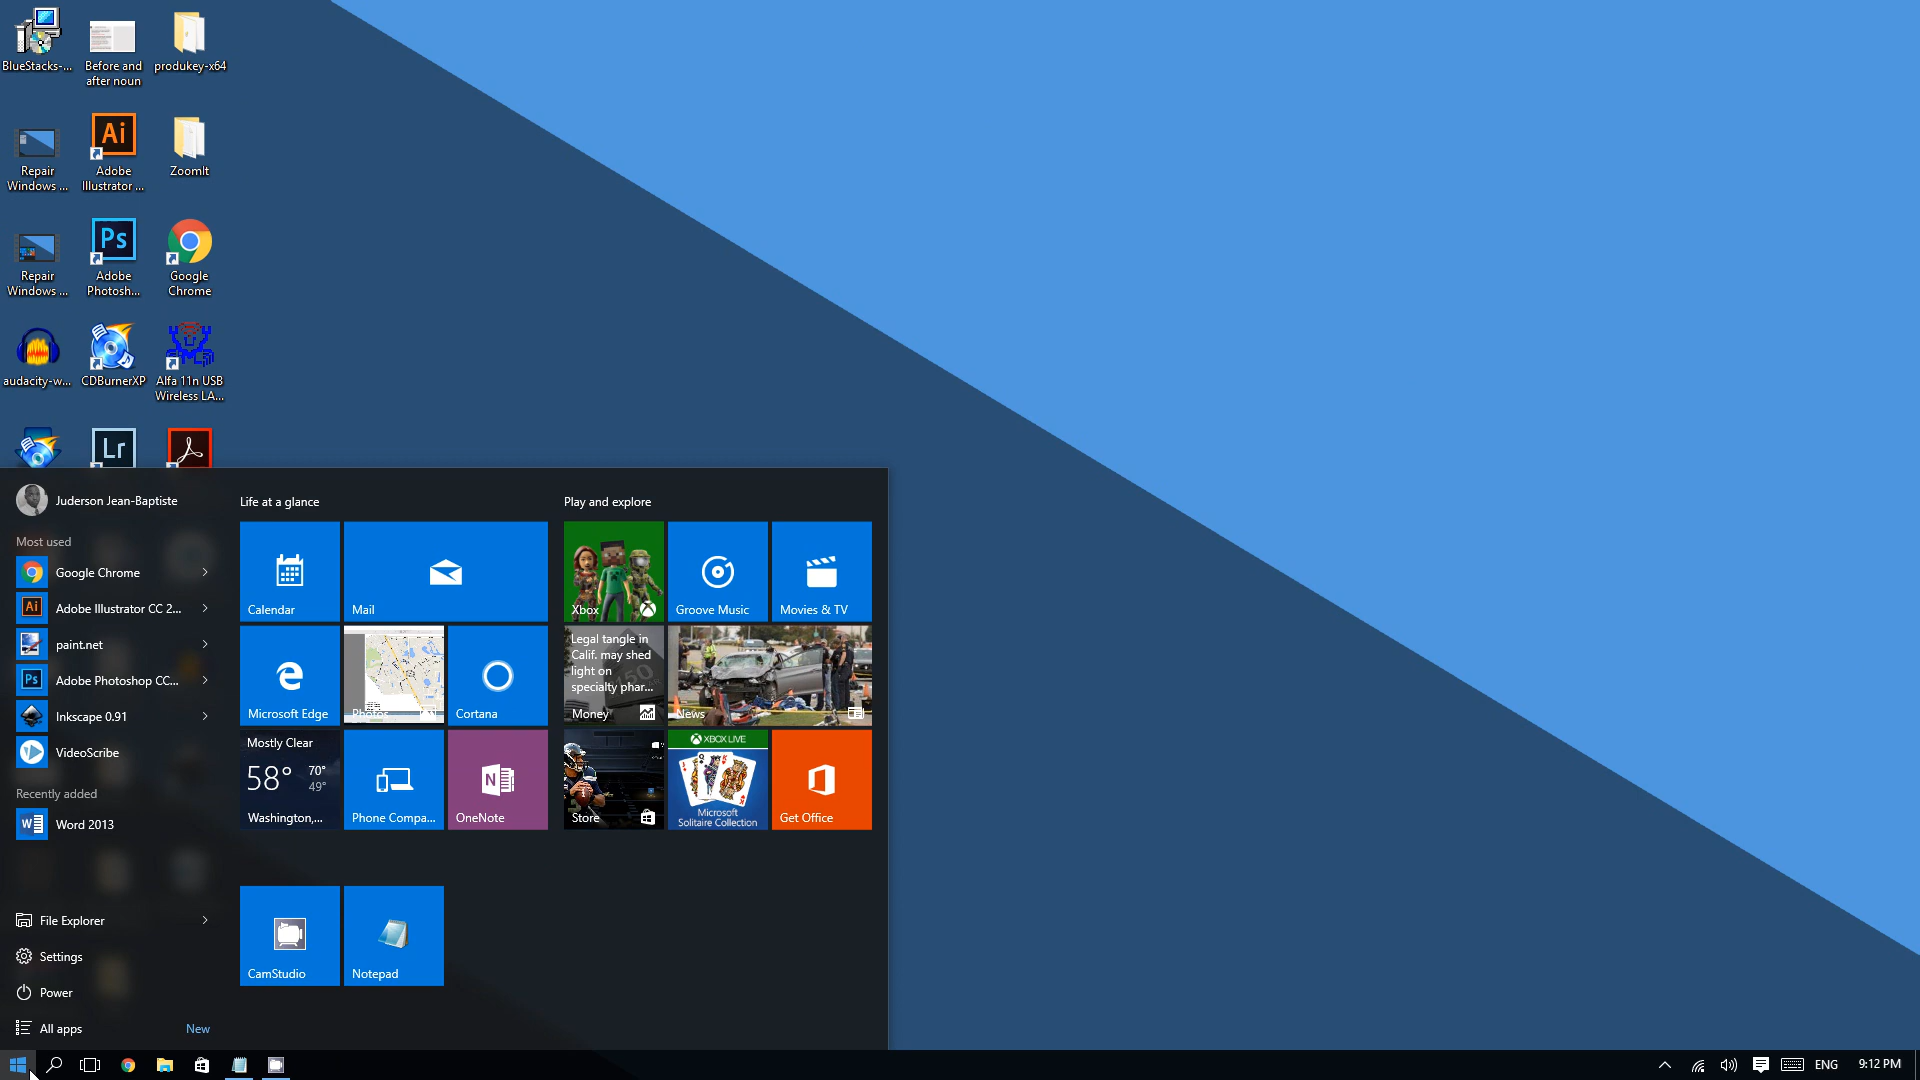 BlueStacks-...
Before and
after noun
produkey-x64
Repair
Windows ...
Ai
Adobe
Illustrator ...
ZoomIt
Repair
Windows ...
Ps
Adobe
Photosh...
Google
Chrome
audacity-w...
CDBurnerXP
Alfa 11n USB
Wireless LA...
Lr
Juderson Jean-Baptiste
Most used
Google Chrome
Ai
Adobe Illustrator CC 2...
paint.net
Ps
Adobe Photoshop CC...
Inkscape 0.91
VideoScribe
Recently added
Word 2013
File Explorer
Settings
Power
All apps
New
Life at a glance
Calendar
Mail
Microsoft Edge
Photos
Cortana
Mostly Clear
58°
70°
49°
Washington,...
Phone Compa...
OneNote
CamStudio
Notepad
Play and explore
Xbox
Groove Music
Movies & TV
Legal tangle in
Calif. may shed
light on
specialty phar...
Money
News
Store
XBOX LIVE
Microsoft
Solitaire Collection
Get Office
ENG
9:12 PM